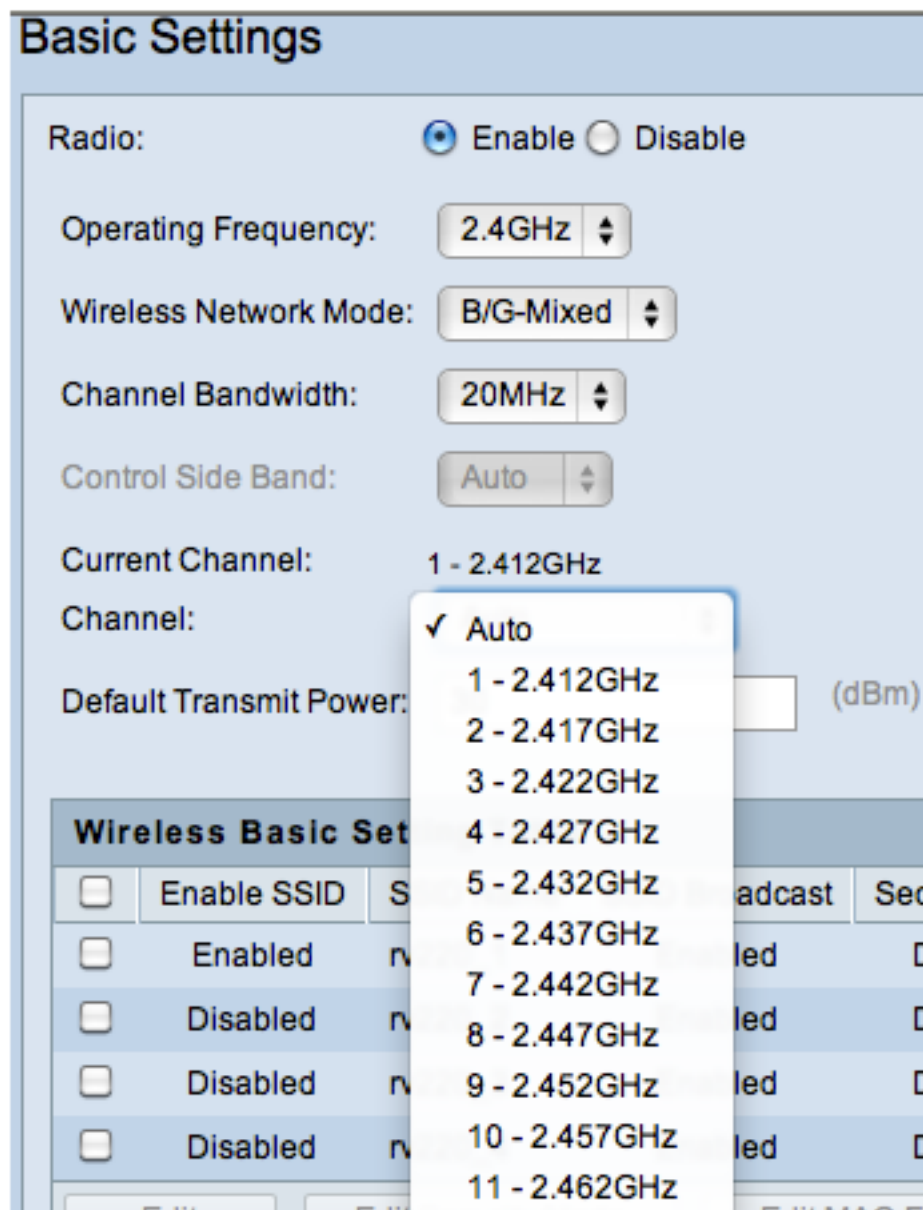 Basic Settings
Radio: Enable Disable
Operating Frequency: 2.4GHz
Wireless Network Mode: B/G-Mixed
Channel Bandwidth: 20MHz
Control Side Band: Auto
Current Channel: 1 - 2.412GHz
Channel: ✓ Auto
1 - 2.412GHz
Default Transmit Power: (dBm)
2 - 2.417GHz
3 - 2.422GHz
Wireless Basic 4 - 2.427GHz
5 - 2.432GHz
Enable SSID
6 - 2.437GHz
Enabled
7 - 2.442GHz
Disabled
8 - 2.447GHz
Disabled
9 - 2.452GHz
Disabled
10 - 2.457GHz
11 - 2.462GHz